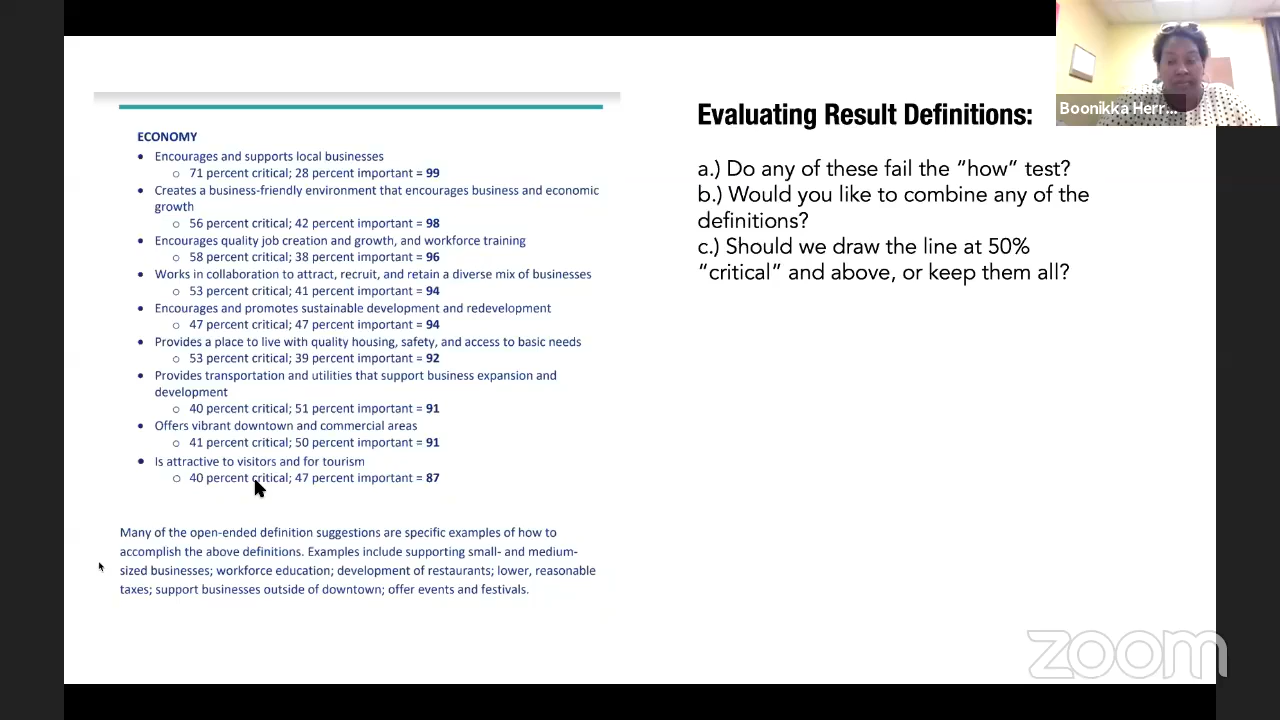 ECONOMY
• Encourages and supports local businesses
o 71 percent critical; 28 percent important = 99
• Creates a business-friendly environment that encourages business and economic
growth
o 56 percent critical; 42 percent important = 98
• Encourages quality job creation and growth, and workforce training
o 58 percent critical; 38 percent important = 96
• Works in collaboration to attract, recruit, and retain a diverse mix of businesses
o 53 percent critical; 41 percent important = 94
• Encourages and promotes sustainable development and redevelopment
o 47 percent critical; 47 percent important = 94
• Provides a place to live with quality housing, safety, and access to basic needs
o 53 percent critical; 39 percent important = 92
• Provides transportation and utilities that support business expansion and
development
o 40 percent critical; 51 percent important = 91
• Offers vibrant downtown and commercial areas
o 41 percent critical; 50 percent important = 91
• Is attractive to visitors and for tourism
o 40 percent critical; 47 percent important = 87
Many of the open-ended definition suggestions are specific examples of how to
accomplish the above definitions. Examples include supporting small- and medium-
sized businesses; workforce education; development of restaurants; lower, reasonable
taxes; support businesses outside of downtown; offer events and festivals.
Evaluating Result Definitions:
a.) Do any of these fail the “how” test?
b.) Would you like to combine any of the
definitions?
c.) Should we draw the line at 50%
“critical” and above, or keep them all?
Boonikka Herr...
zoom